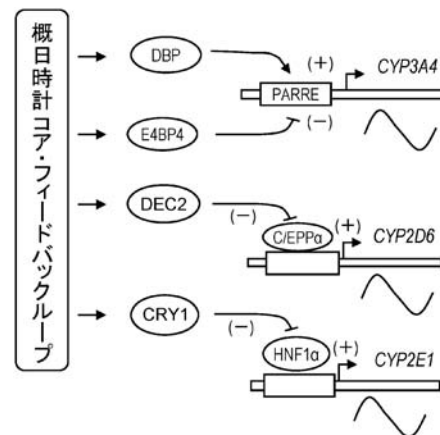 概日時計コア・フィードバックループ
DBP
(+)
CYP3A4
PARRE
E4BP4
(−)
DEC2
(−)
C/EPPα
(+)
CYP2D6
CRY1
(−)
HNF1α
(+)
CYP2E1